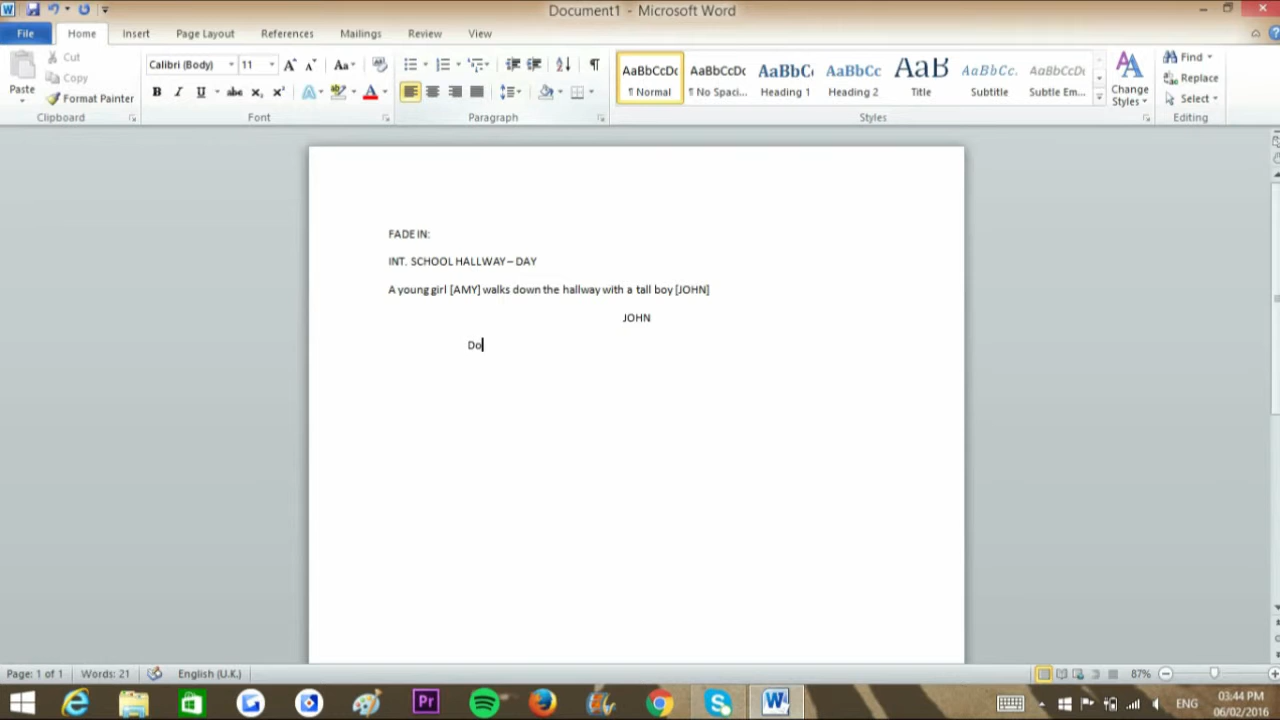 Document1 - Microsoft Word
File Home Insert Page Layout References Mailings Review View
Cut
Copy
Format Painter
Paste
Clipboard
Calibri (Body) 11
Font
Paragraph
AaBbCcDc AaBbCcDc AaBbC AaBbCc AaB AaBbCc. AaBbCcDc
¶ Normal ¶ No Spaci... Heading 1 Heading 2 Title Subtitle Subtle Em...
Change
Styles
Styles
Find
Replace
Select
Editing
FADE IN:
INT. SCHOOL HALLWAY – DAY
A young girl [AMY] walks down the hallway with a tall boy [JOHN]
JOHN
Do
Page: 1 of 1 Words: 21 English (U.K.) 87%
Pr
ENG
03:44 PM
06/02/2016